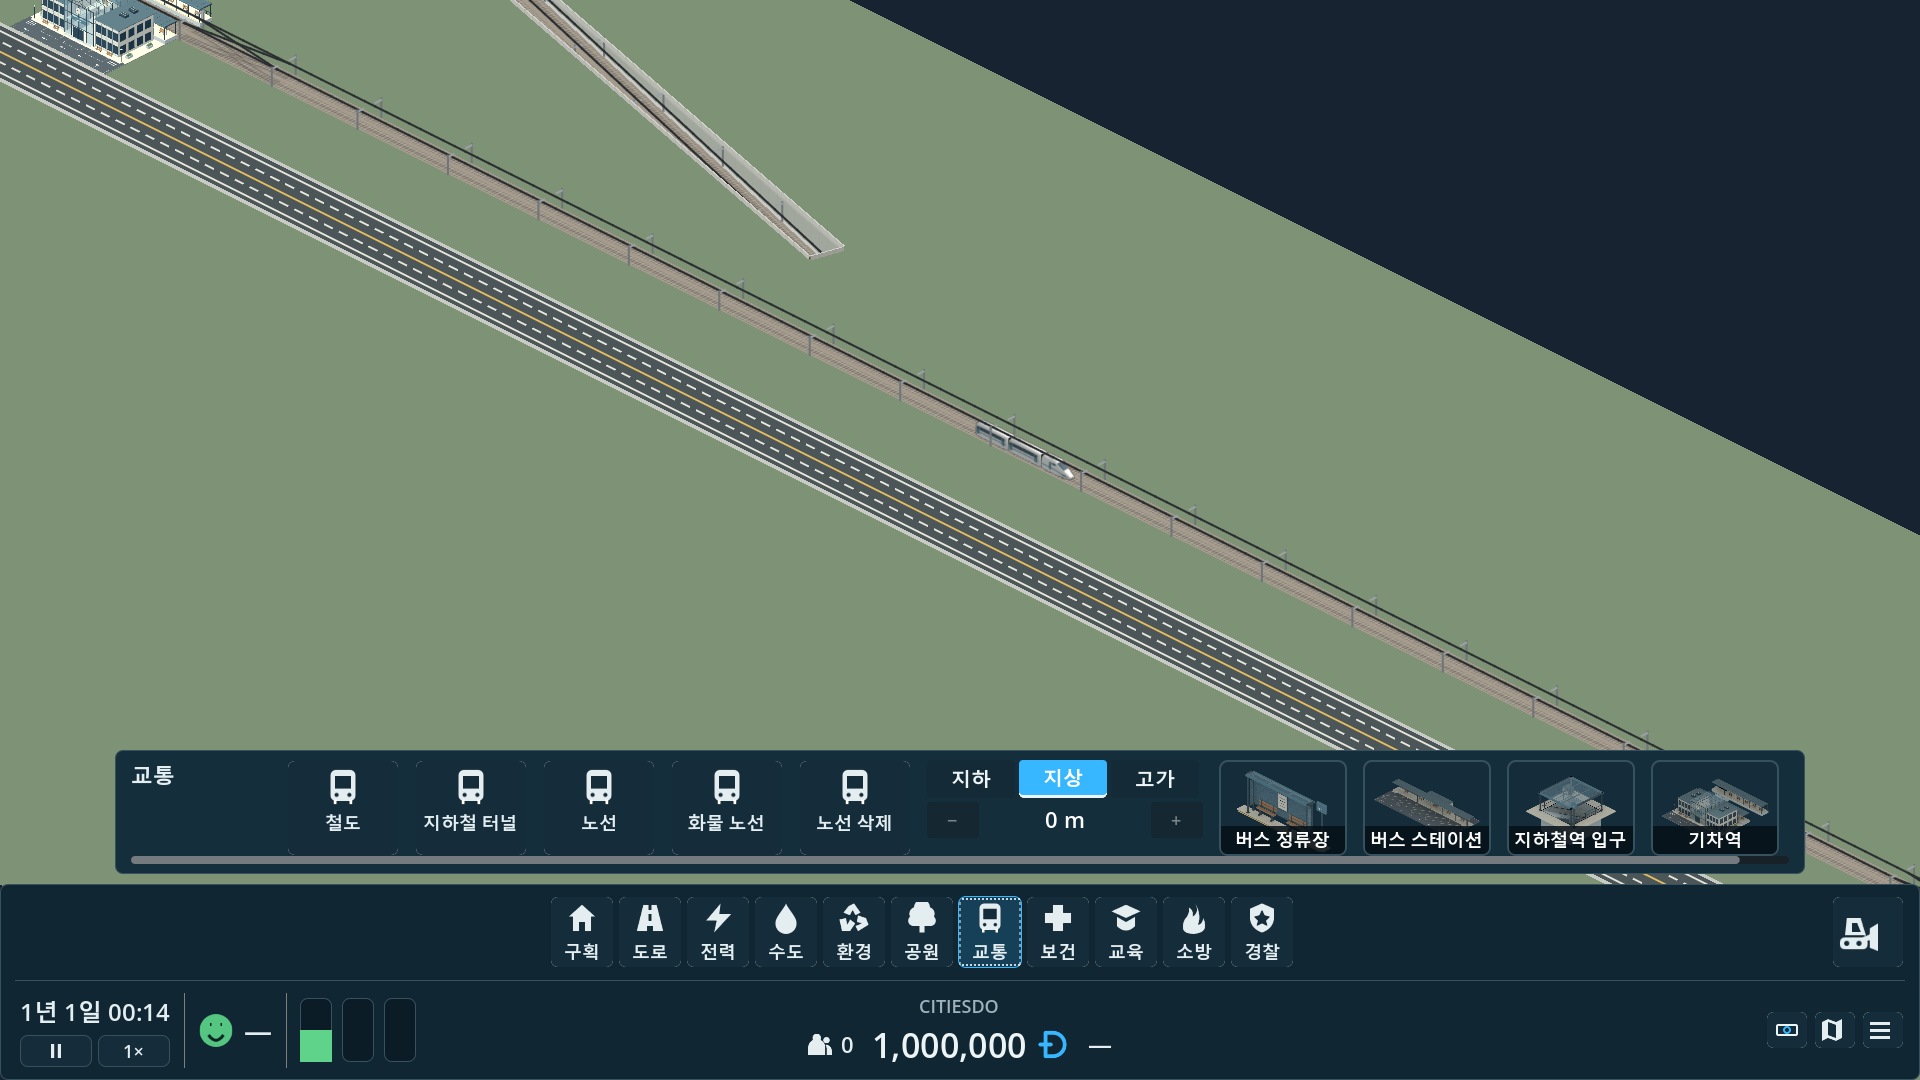 교통
철도
지하철 터널
노선
화물 노선
노선 삭제
지하 지상 고가
− 0 m +
버스 정류장
버스 스테이션
지하철역 입구
기차역
구획
도로
전력
수도
환경
공원
교통
보건
교육
소방
경찰
1년 1일 00:14
1×
—
CITIESDO
0 1,000,000 Đ —